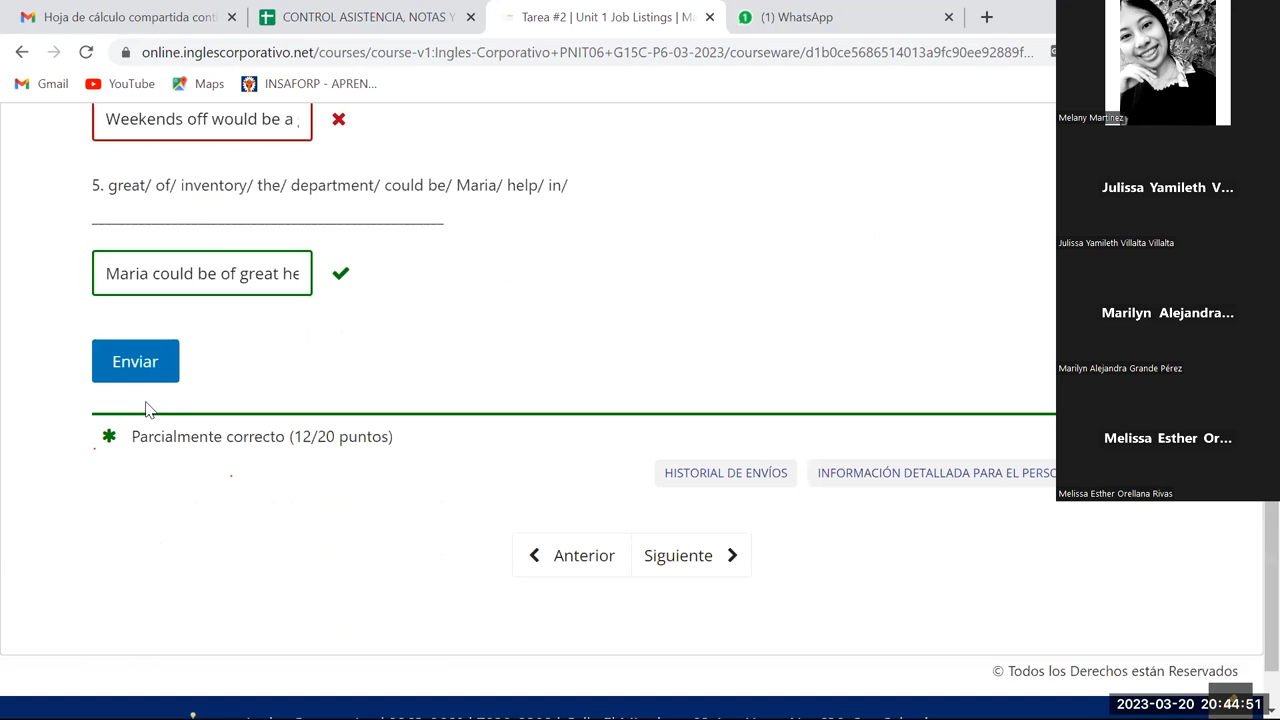 Hoja de cálculo compartida cont
CONTROL ASISTENCIA, NOTAS Y
Tarea #2 | Unit 1 Job Listings | Ma
(1) WhatsApp
online.inglescorporativo.net/courses/course-v1:Ingles-Corporativo+PNIT06+G15C-P6-03-2023/courseware/d1b0ce5686514013a9fc90ee92889f...
Gmail
YouTube
Maps
INSAFORP - APREN...
Weekends off would be a
5. great/ of/ inventory/ the/ department/ could be/ Maria/ help/ in/
Maria could be of great he
Enviar
Parcialmente correcto (12/20 puntos)
HISTORIAL DE ENVÍOS
INFORMACIÓN DETALLADA PARA EL PERSO
Anterior
Siguiente
© Todos los Derechos están Reservados
Melany Martinez
Julissa Yamileth V...
Julissa Yamileth Villalta Villalta
Marilyn Alejandra...
Marilyn Alejandra Grande Pérez
Melissa Esther Or...
Melissa Esther Orellana Rivas
2023-03-20 20:44:51